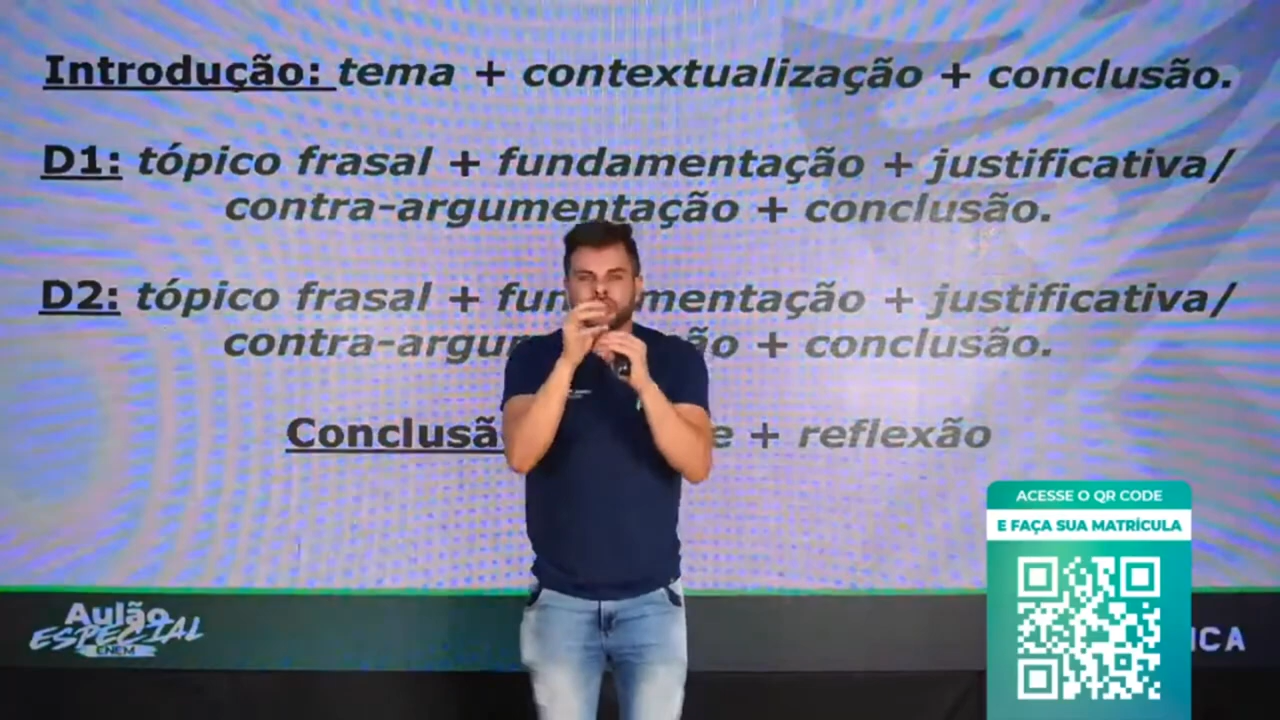 Introdução: tema + contextualização + conclusão.
D1: tópico frasal + fundamentação + justificativa/
contra-argumentação + conclusão.
D2: tópico frasal + fun mentação + justificativa/
contra-argu ão + conclusão.
Conclusã e + reflexão
ACESSE O QR CODE
E FAÇA SUA MATRÍCULA
Aulão
ESPECIAL
ENEM
ICA